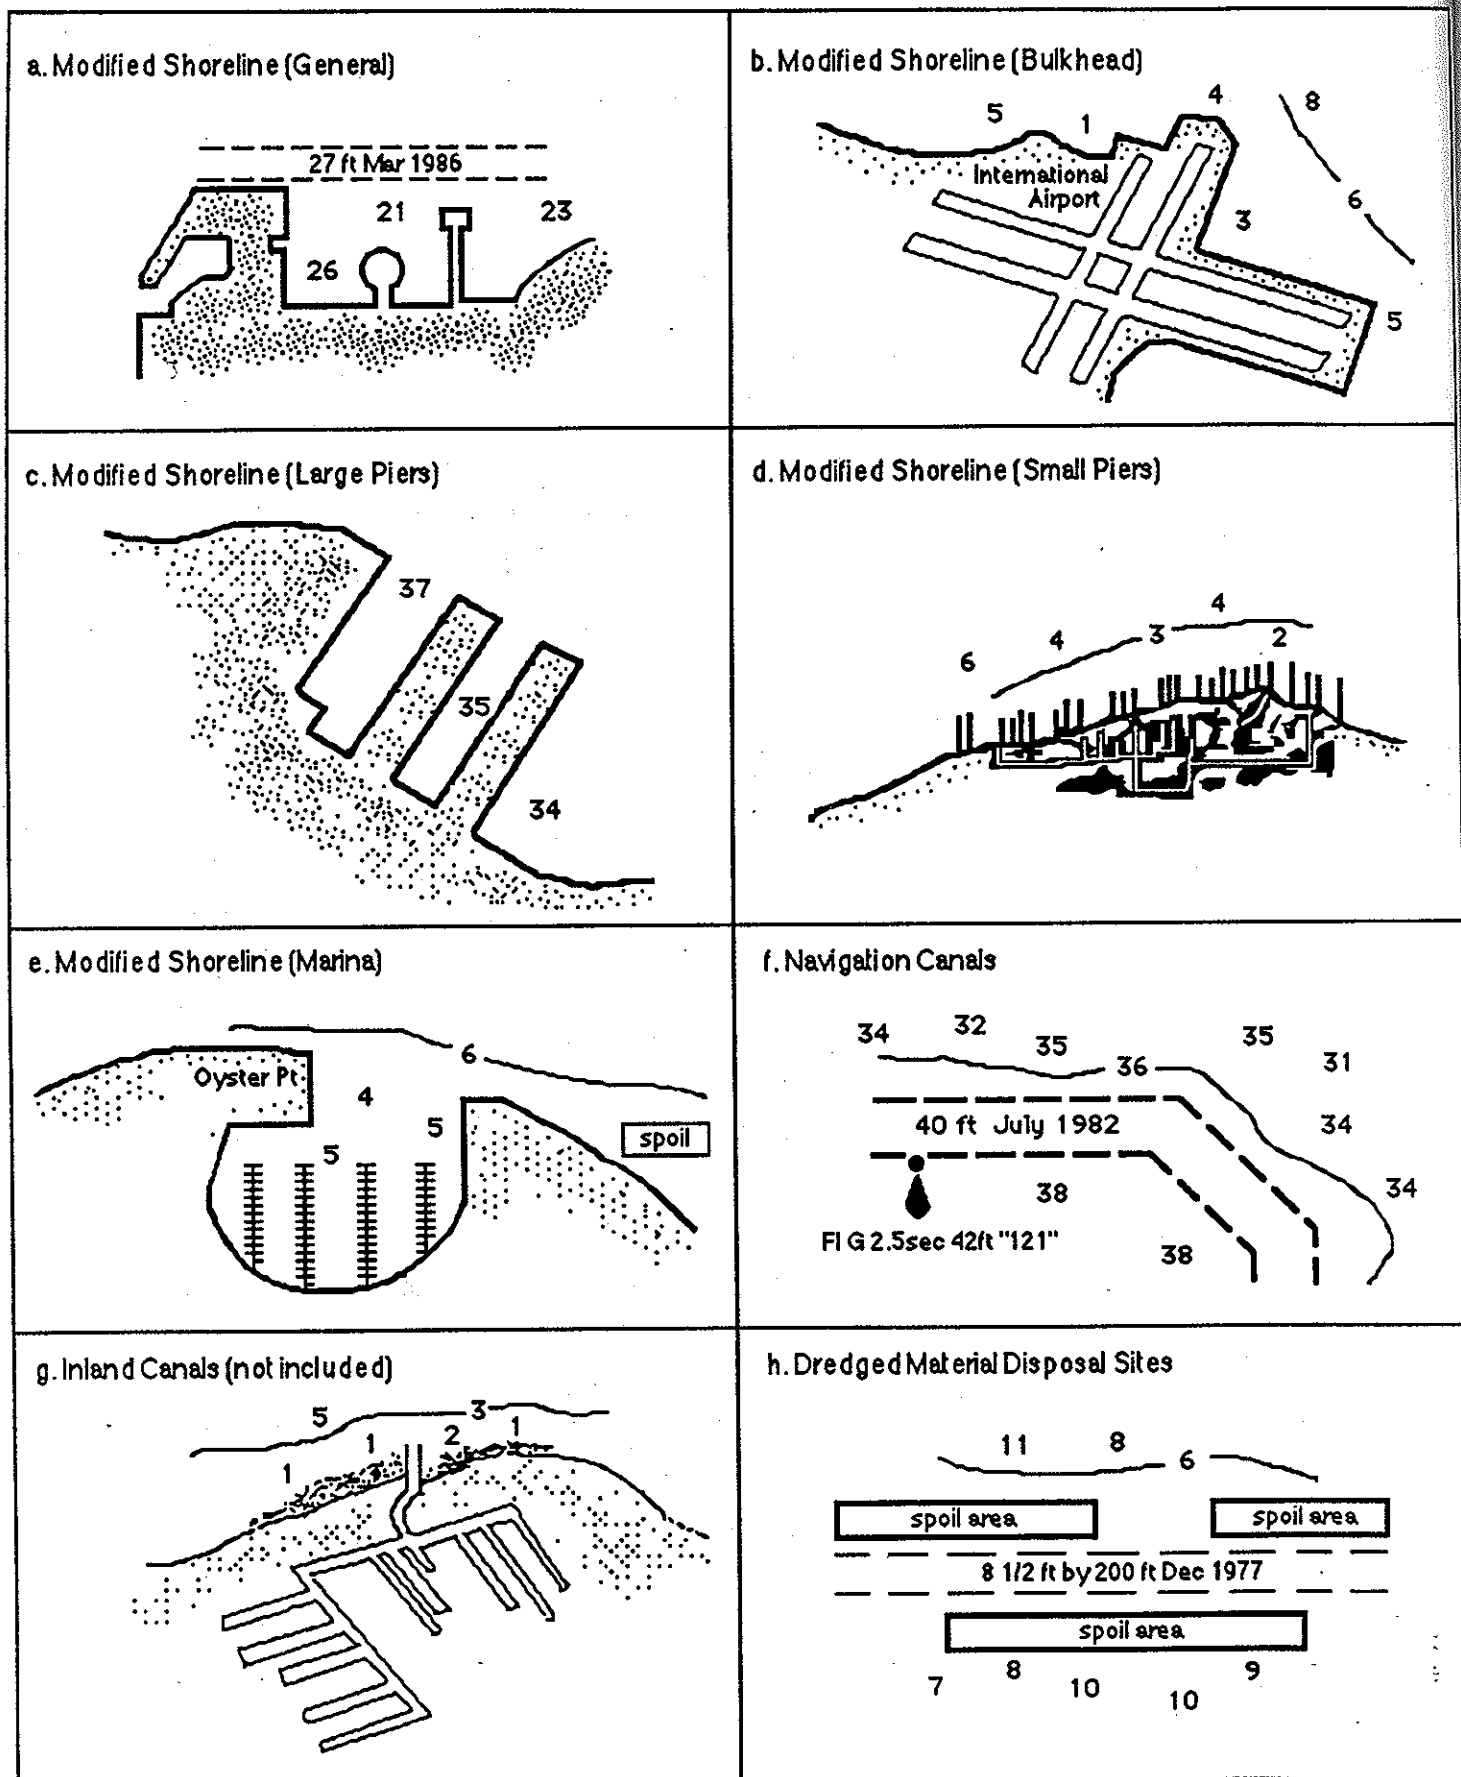 a. Modified Shoreline (General)
27 ft Mar 1986
21
23
26
b. Modified Shoreline (Bulkhead)
4
8
5
1
International
Airport
6
3
5
c. Modified Shoreline (Large Piers)
37
35
34
d. Modified Shoreline (Small Piers)
4
4
3
2
6
e. Modified Shoreline (Marina)
6
Oyster Pt
4
5
spoil
5
f. Navigation Canals
34
32
35
35
36
31
40 ft July 1982
34
38
34
Fl G 2.5sec 42ft "121"
38
g. Inland Canals (not included)
5
3
1
1
2
1
h. Dredged Material Disposal Sites
11
8
6
spoil area
spoil area
8 1/2 ft by 200 ft Dec 1977
spoil area
7
8
10
10
9